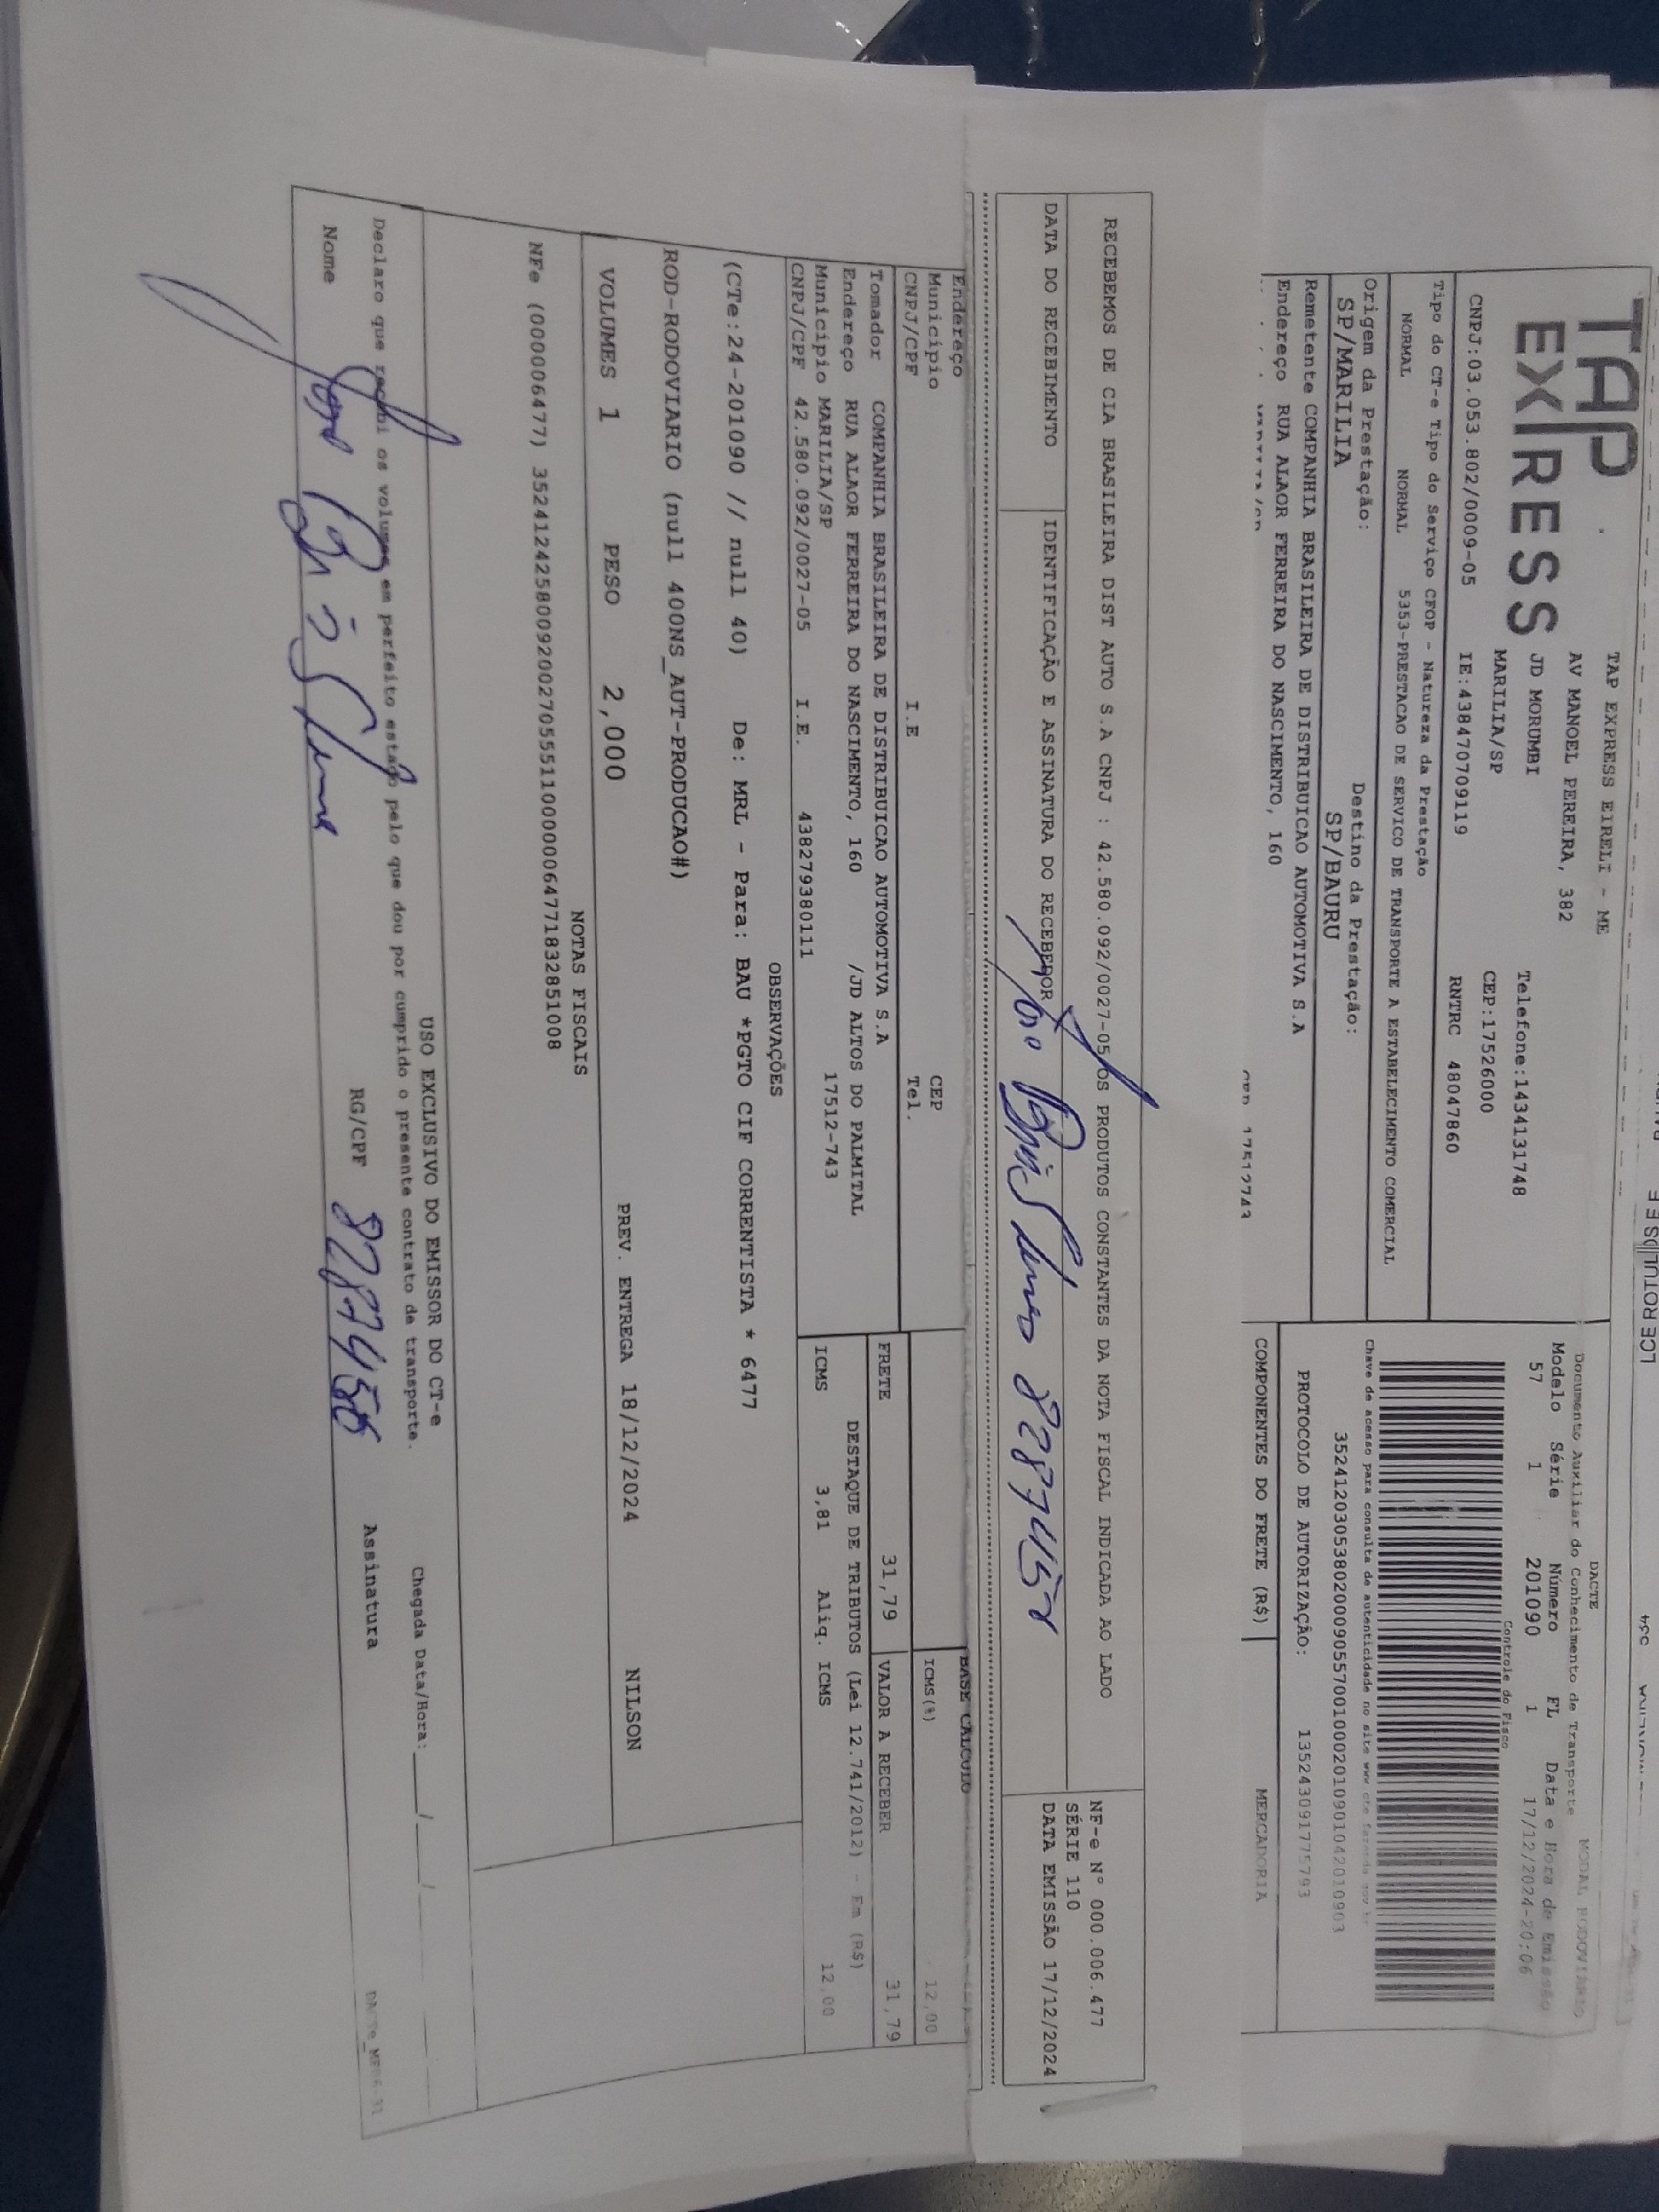 TAP EXPRESS
TAP EXPRESS EIRELI - ME
AV MANOEL PEREIRA, 382
JD MORUMBI Telefone:1434131748
MARILIA/SP CEP:17526000
CNPJ:03.053.802/0009-05 IE:438470709119 RNTRC 48047860
Tipo do CT-e Tipo do Serviço CFOP - Natureza da Prestação
NORMAL NORMAL 5353-PRESTACAO DE SERVICO DE TRANSPORTE A ESTABELECIMENTO COMERCIAL
Origem da Prestação: Destino da Prestação:
SP/MARILIA SP/BAURU
Remetente COMPANHIA BRASILEIRA DE DISTRIBUICAO AUTOMOTIVA S.A
Endereço RUA ALAOR FERREIRA DO NASCIMENTO, 160
DACTE MODAL RODOVIARIO
Documento Auxiliar do Conhecimento de Transporte
Modelo Série Número FL Data e Hora de Emissão
57 1 201090 1 17/12/2024-20:06
Controle do Fisco
Chave de acesso para consulta de autenticidade no site www.cte.fazenda.gov.br
35241203053802000905570010002010901042010903
PROTOCOLO DE AUTORIZAÇÃO: 135243091775793
COMPONENTES DO FRETE (R$) MERCADORIA
RECEBEMOS DE CIA BRASILEIRA DIST AUTO S.A CNPJ : 42.580.092/0027-05 OS PRODUTOS CONSTANTES DA NOTA FISCAL INDICADA AO LADO
DATA DO RECEBIMENTO IDENTIFICAÇÃO E ASSINATURA DO RECEBEDOR
NF-e N° 000.006.477
SÉRIE 110
DATA EMISSÃO 17/12/2024
Endereço
Município CEP
CNPJ/CPF I.E Tel.
Tomador COMPANHIA BRASILEIRA DE DISTRIBUICAO AUTOMOTIVA S.A
Endereço RUA ALAOR FERREIRA DO NASCIMENTO, 160 /JD ALTOS DO PALMITAL
Município MARILIA/SP 17512-743
CNPJ/CPF 42.580.092/0027-05 I.E. 438279380111
BASE CALCULO
ICMS(%) 12,00
FRETE 31,79 VALOR A RECEBER 31,79
DESTAQUE DE TRIBUTOS (Lei 12.741/2012) - Em (R$)
ICMS 3,81 Aliq. ICMS 12,00
OBSERVAÇÕES
(CTe:24-201090 // null 40) De: MRL - Para: BAU *PGTO CIF CORRENTISTA * 6477
ROD-RODOVIARIO (null 400NS_AUT-PRODUCAO#)
VOLUMES 1 PESO 2,000 PREV. ENTREGA 18/12/2024 NILSON
NOTAS FISCAIS
NFe (000006477) 35241242580092002705551100000064771832851008
USO EXCLUSIVO DO EMISSOR DO CT-e
Declaro que recebi os volumes em perfeito estado pelo que dou por cumprido o presente contrato de transporte. Chegada Data/Hora: / /
Nome RG/CPF Assinatura